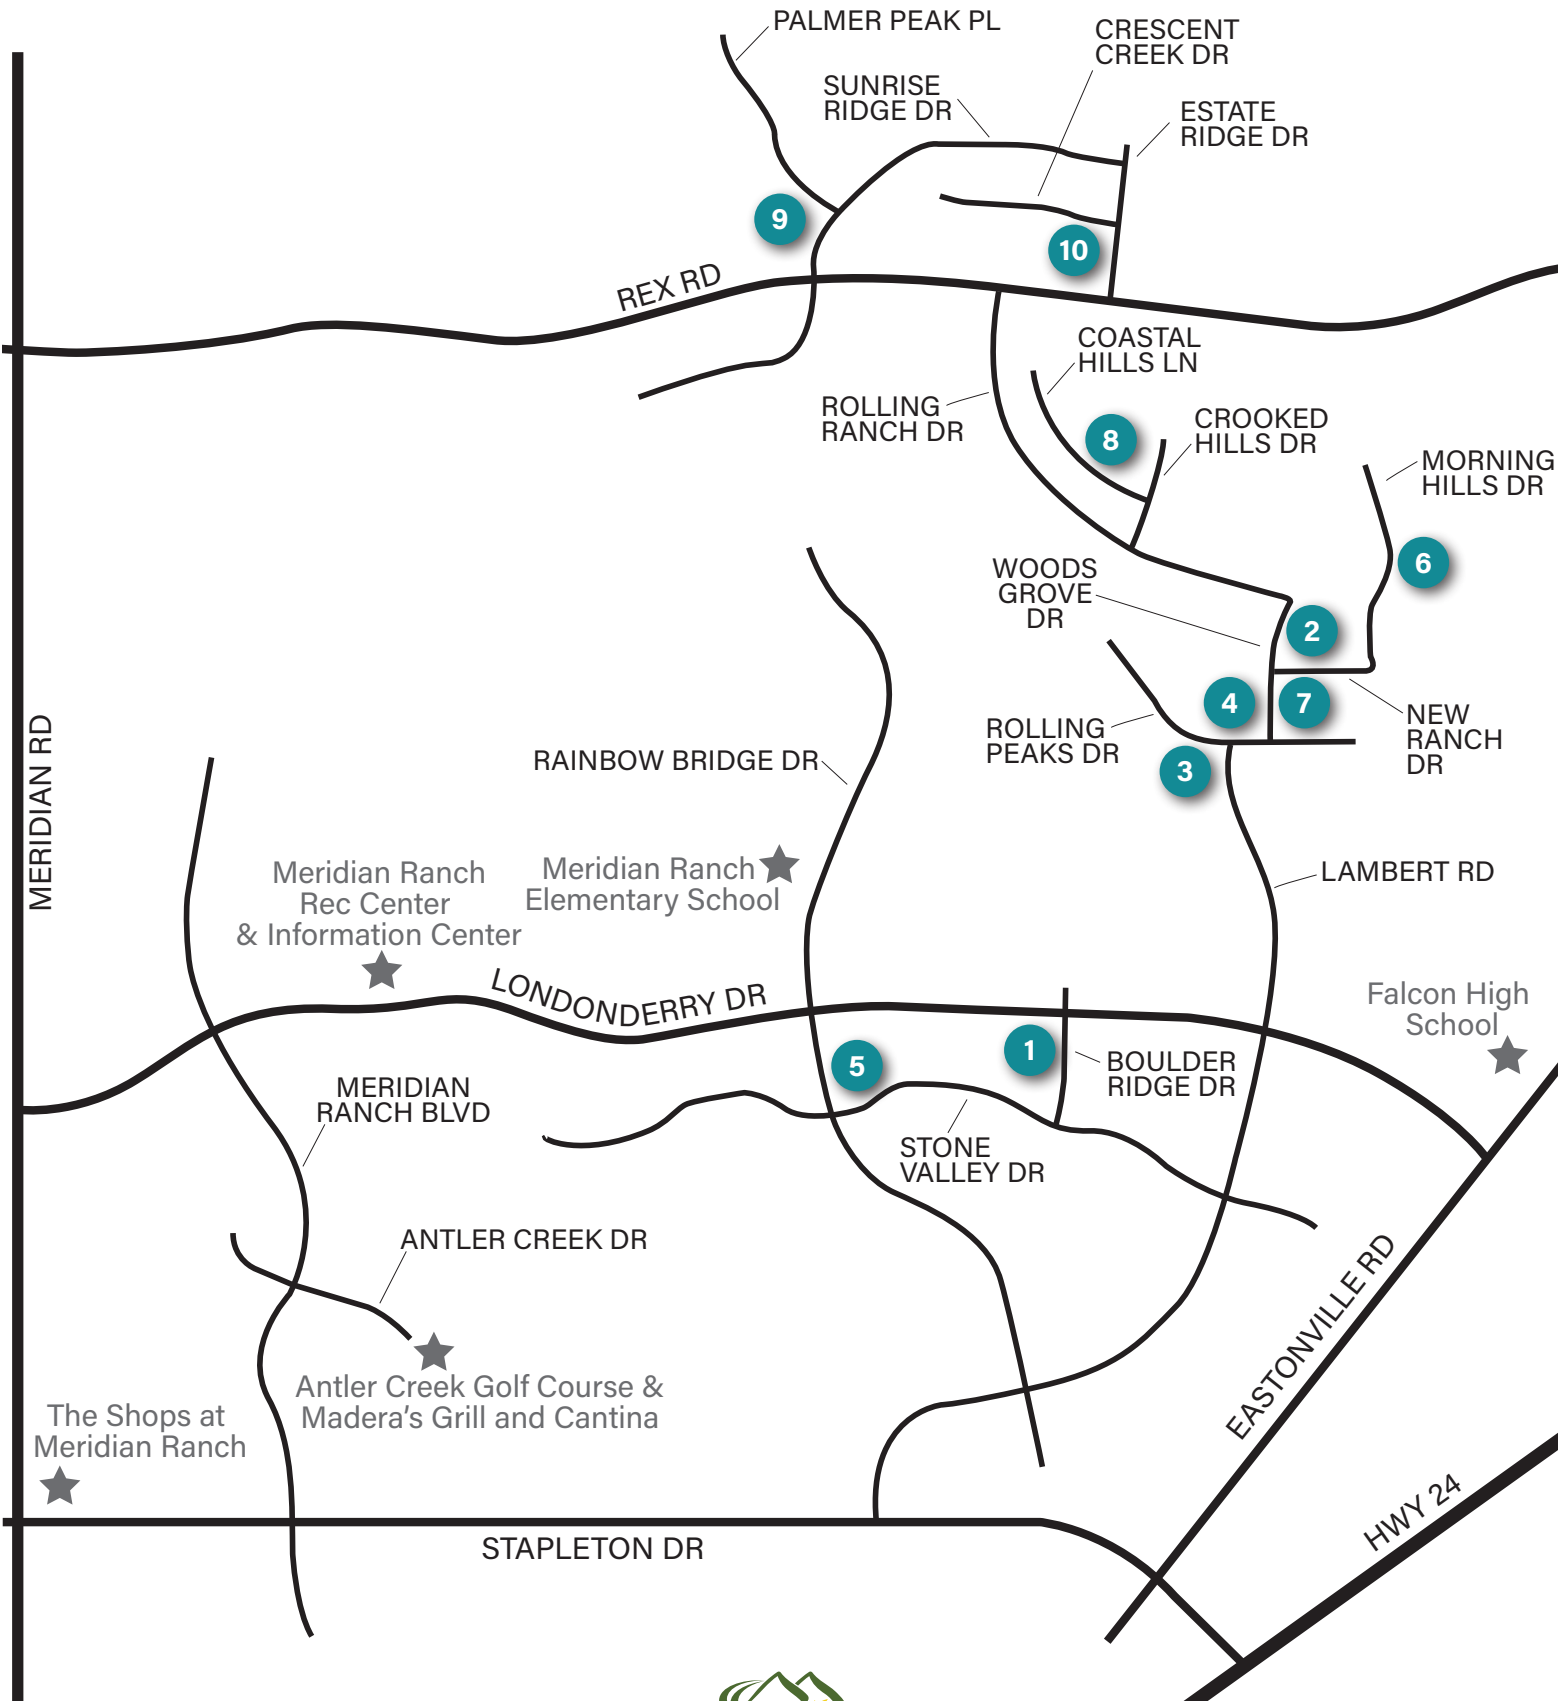 PALMER PEAK PL
CRESCENT
CREEK DR
SUNRISE
RIDGE DR
ESTATE
RIDGE DR
9
10
REX RD
COASTAL
HILLS LN
ROLLING
RANCH DR
8
CROOKED
HILLS DR
MORNING
HILLS DR
6
WOODS
GROVE
DR
2
4
7
ROLLING
PEAKS DR
NEW
RANCH
DR
3
RAINBOW BRIDGE DR
MERIDIAN RD
Meridian Ranch
Elementary School
Meridian Ranch
Rec Center
& Information Center
LAMBERT RD
LONDONDERRY DR
Falcon High
School
5
1
BOULDER
RIDGE DR
MERIDIAN
RANCH BLVD
STONE
VALLEY DR
ANTLER CREEK DR
EASTONVILLE RD
Antler Creek Golf Course &
Madera's Grill and Cantina
The Shops at
Meridian Ranch
HWY 24
STAPLETON DR